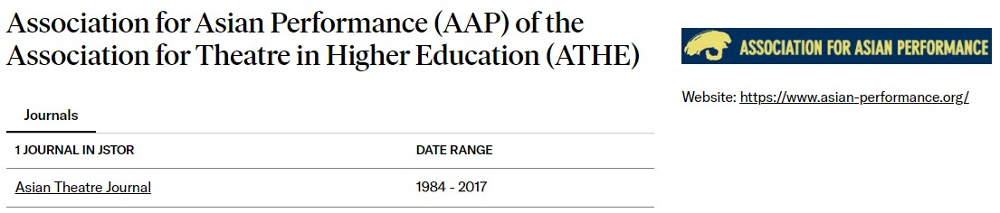 Association for Asian Performance (AAP) of the
Association for Theatre in Higher Education (ATHE)
ASSOCIATION FOR ASIAN PERFORMANCE
Website: https://www.asian-performance.org/
Journals
1 JOURNAL IN JSTOR DATE RANGE
Asian Theatre Journal 1984 - 2017